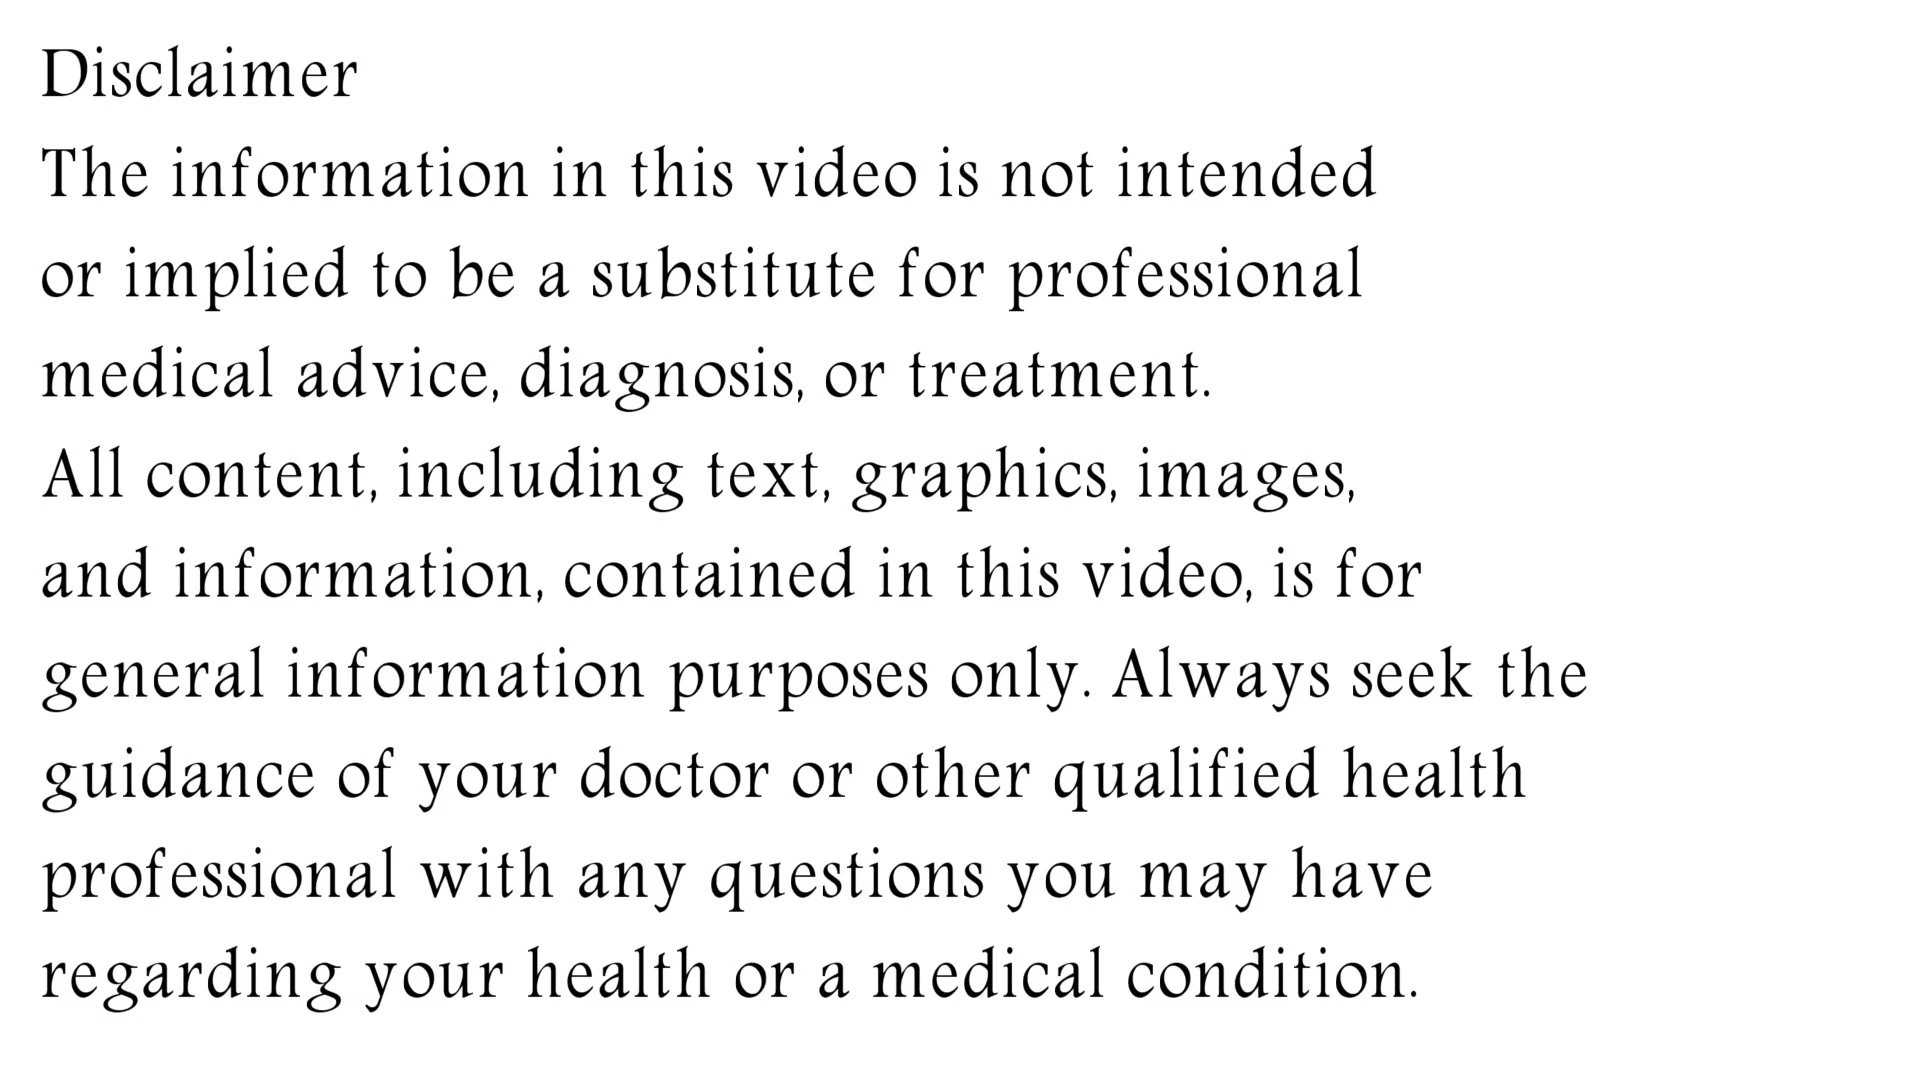 Disclaimer
The information in this video is not intended
or implied to be a substitute for professional
medical advice, diagnosis, or treatment.
All content, including text, graphics, images,
and information, contained in this video, is for
general information purposes only. Always seek the
guidance of your doctor or other qualified health
professional with any questions you may have
regarding your health or a medical condition.